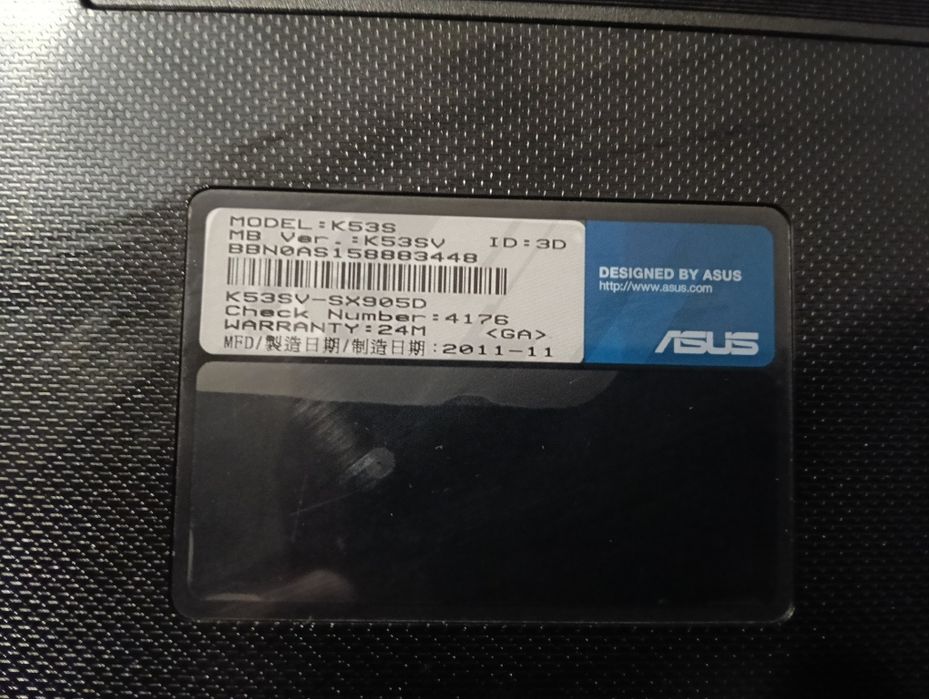 MODEL:K53S
MB Ver.:K53SV ID:3D
BBN0AS158883448
K53SV-SX905D
Check Number:4176
WARRANTY:24M <GA>
MFD/製造日期/制造日期:2011-11
DESIGNED BY ASUS
http://www.asus.com
ASUS